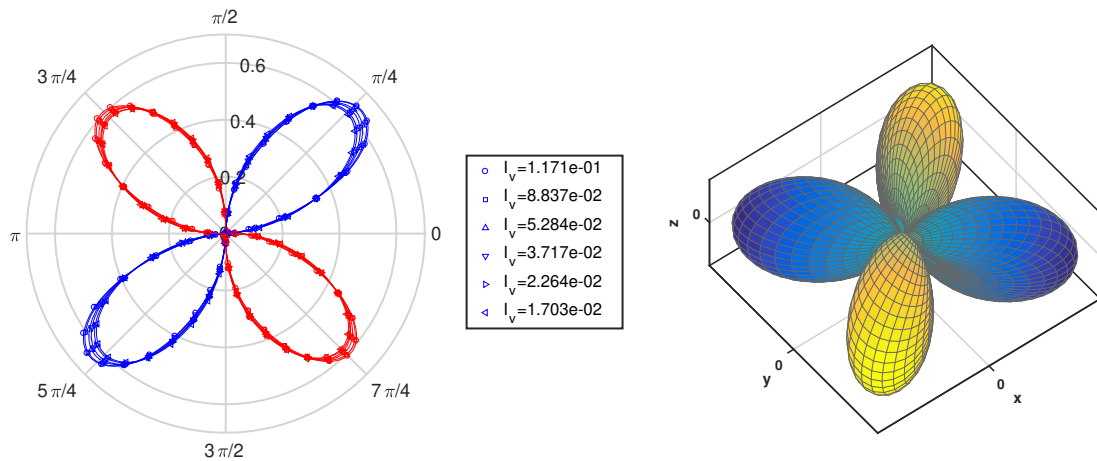 π/2
3 π/4
π/4
0.6
0.4
0.2
0
π
0
5 π/4
7 π/4
3 π/2
I_v=1.171e-01
I_v=8.837e-02
I_v=5.284e-02
I_v=3.717e-02
I_v=2.264e-02
I_v=1.703e-02
z
0
y
0
0
x